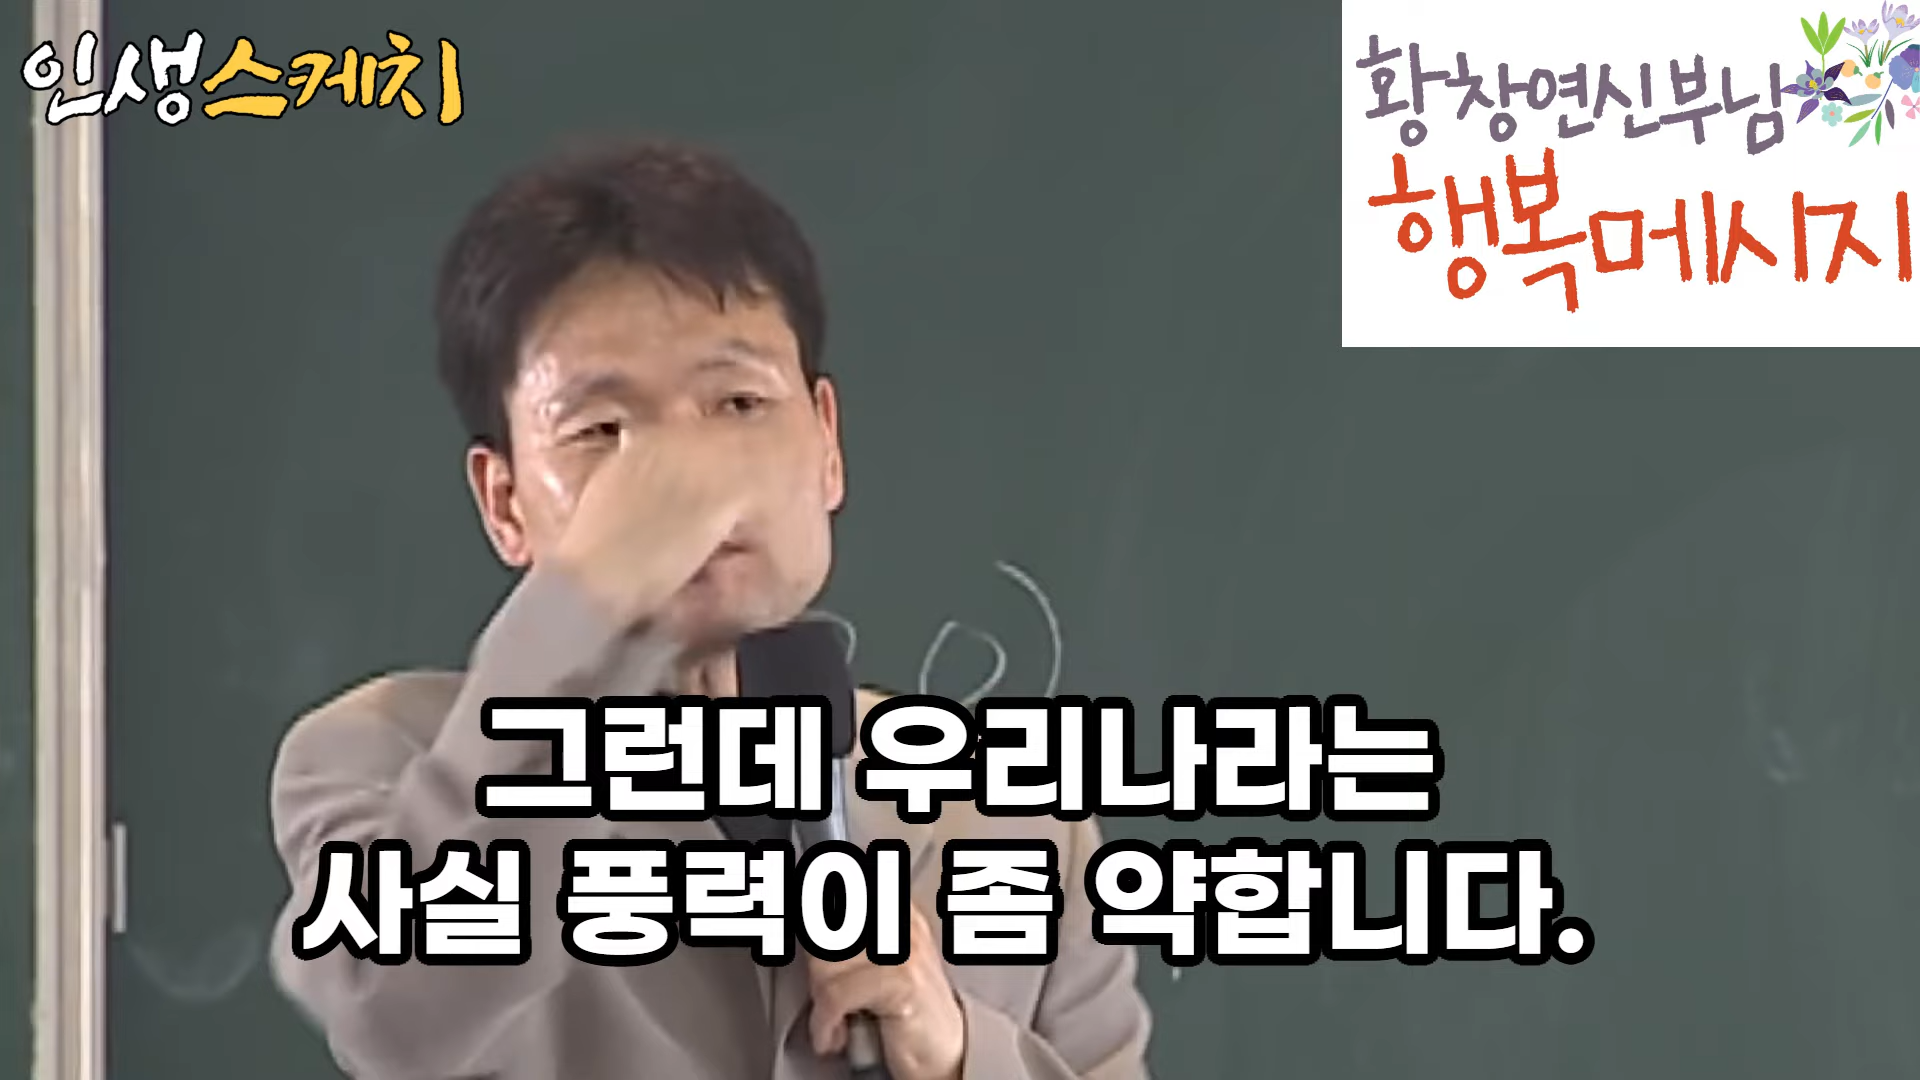 인생스케치
황창연신부님
행복메시지
그런데 우리나라는
사실 풍력이 좀 약합니다.